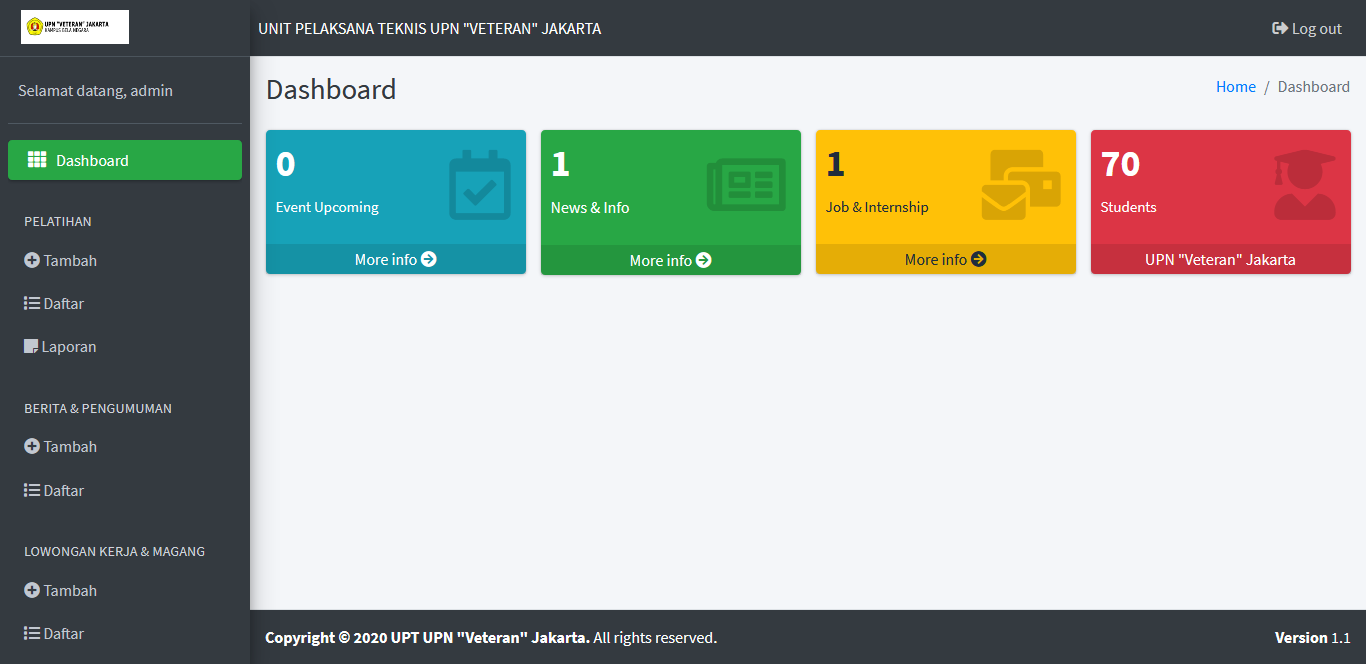 UPN "VETERAN" JAKARTA
KAMPUS BELA NEGARA
UNIT PELAKSANA TEKNIS UPN "VETERAN" JAKARTA
Log out
Selamat datang, admin
Dashboard
PELATIHAN
Tambah
Daftar
Laporan
BERITA & PENGUMUMAN
Tambah
Daftar
LOWONGAN KERJA & MAGANG
Tambah
Daftar
Dashboard
Home / Dashboard
0
Event Upcoming
More info
1
News & Info
More info
1
Job & Internship
More info
70
Students
UPN "Veteran" Jakarta
Copyright © 2020 UPT UPN "Veteran" Jakarta. All rights reserved.
Version 1.1